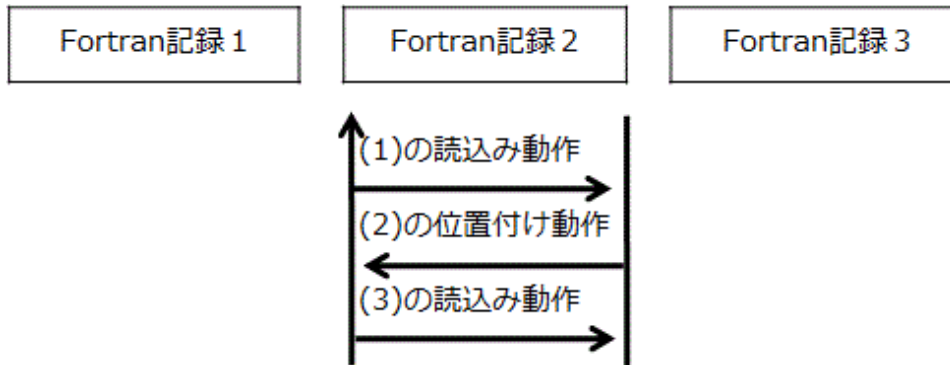 Fortran記録1
Fortran記録2
Fortran記録3
(1)の読込み動作
(2)の位置付け動作
(3)の読込み動作